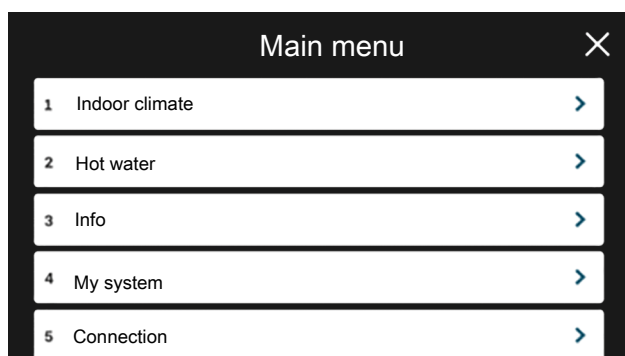 Main menu
1 Indoor climate
2 Hot water
3 Info
4 My system
5 Connection